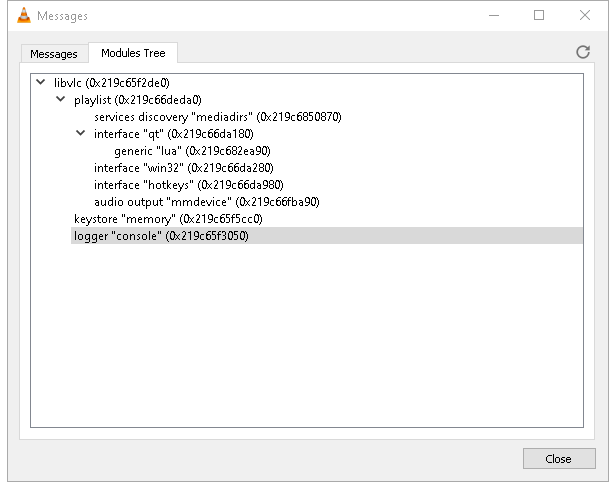 Messages
Messages
Modules Tree
libvlc (0x219c65f2de0)
playlist (0x219c66deda0)
services discovery "mediadirs" (0x219c6850870)
interface "qt" (0x219c66da180)
generic "lua" (0x219c682ea90)
interface "win32" (0x219c66da280)
interface "hotkeys" (0x219c66da980)
audio output "mmdevice" (0x219c66fba90)
keystore "memory" (0x219c65f5cc0)
logger "console" (0x219c65f3050)
Close